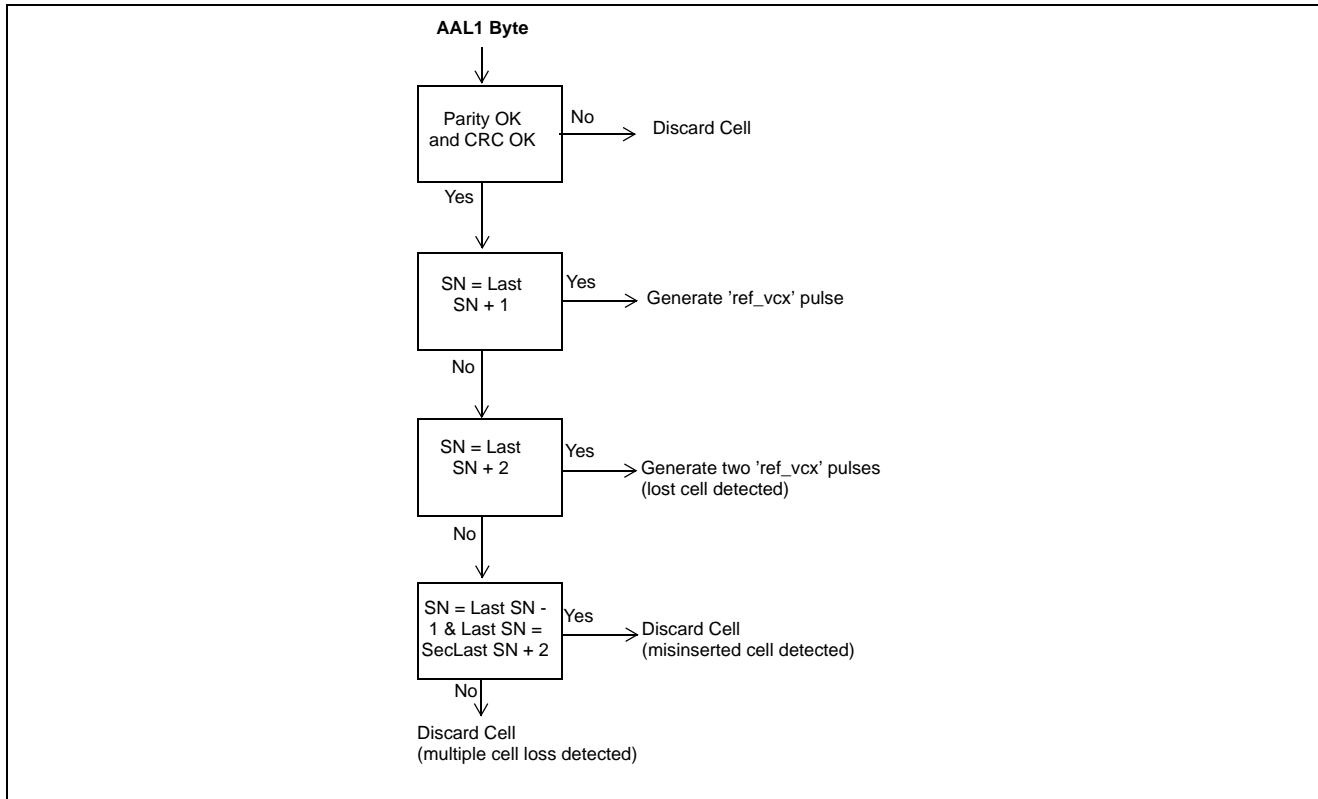 AAL1 Byte
Parity OK
and CRC OK
No
Discard Cell
Yes
SN = Last
SN + 1
Yes
Generate 'ref_vcx' pulse
No
SN = Last
SN + 2
Yes
Generate two 'ref_vcx' pulses
(lost cell detected)
No
SN = Last SN -
1 & Last SN =
SecLast SN + 2
Yes
Discard Cell
(misinserted cell detected)
No
Discard Cell
(multiple cell loss detected)